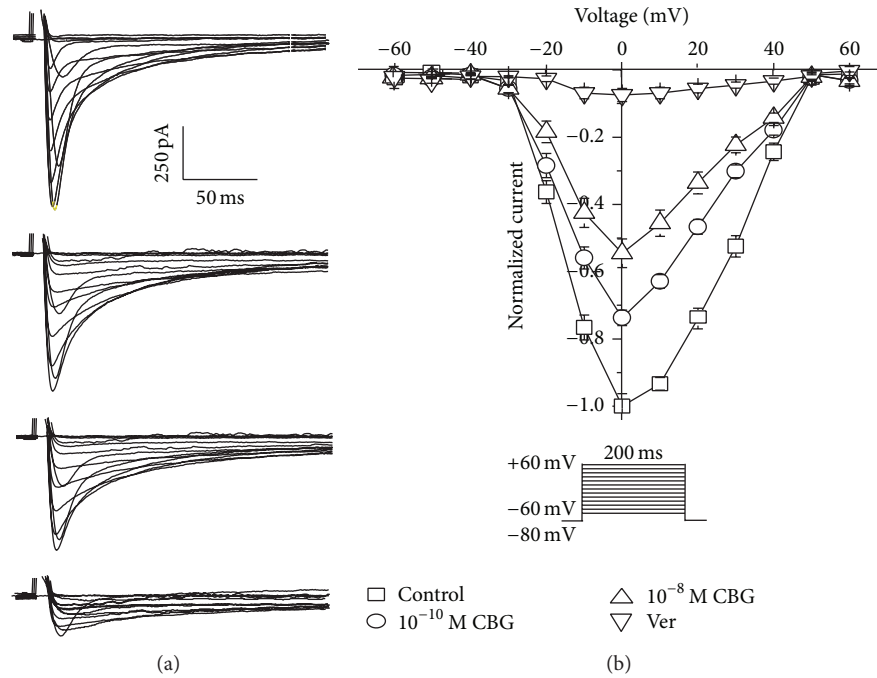 250 pA
50 ms
(a)
Voltage (mV)
−60 −40 −20 0 20 40 60
−0.2
−0.4
−0.6
−0.8
−1.0
Normalized current
200 ms
+60 mV
−60 mV
−80 mV
Control
10⁻¹⁰ M CBG
10⁻⁸ M CBG
Ver
(b)